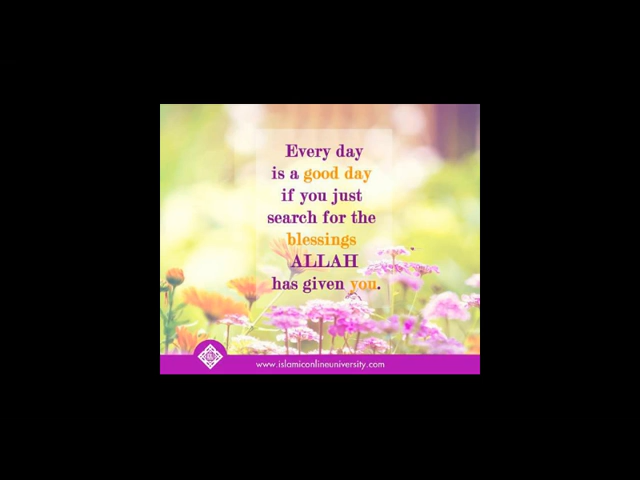 Every day
is a good day
if you just
search for the
blessings
ALLAH
has given you.
www.islamiconlineuniversity.com